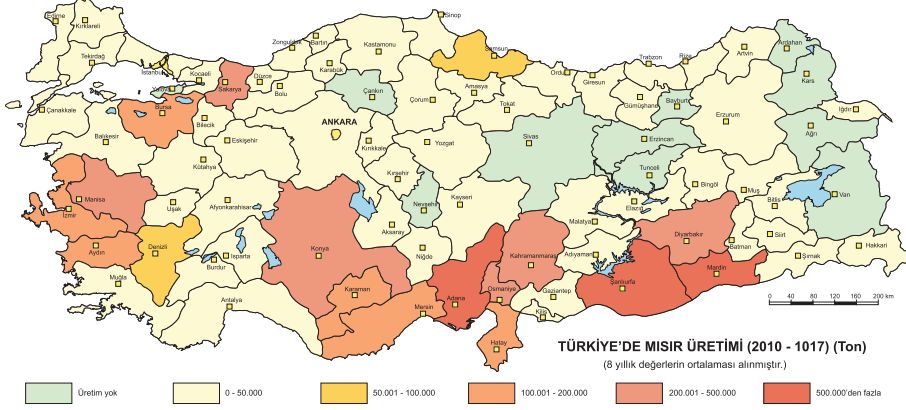 Edirne
Kırklareli
Tekirdağ
İstanbul
Kocaeli
Yalova
Sakarya
Düzce
Bolu
Zonguldak
Bartın
Karabük
Kastamonu
Sinop
Samsun
Çankırı
Çorum
Amasya
Tokat
Ordu
Giresun
Trabzon
Rize
Artvin
Ardahan
Kars
Gümüşhane
Bayburt
Erzurum
Iğdır
Ağrı
Çanakkale
Balıkesir
Bursa
Bilecik
Eskişehir
Kütahya
ANKARA
Kırıkkale
Yozgat
Sivas
Erzincan
Tunceli
Bingöl
Muş
Bitlis
Van
Kırşehir
Nevşehir
Kayseri
Malatya
Elazığ
Manisa
İzmir
Uşak
Afyonkarahisar
Aksaray
Niğde
Konya
Aydın
Denizli
Isparta
Burdur
Muğla
Antalya
Karaman
Mersin
Adana
Osmaniye
Kahramanmaraş
Hatay
Gaziantep
Kilis
Adıyaman
Şanlıurfa
Diyarbakır
Mardin
Batman
Siirt
Şırnak
Hakkari
0 40 80 120 160 200 km
TÜRKİYE'DE MISIR ÜRETİMİ (2010 - 1017) (Ton)
(8 yıllık değerlerin ortalaması alınmıştır.)
Üretim yok
0 - 50.000
50.001 - 100.000
100.001 - 200.000
200.001 - 500.000
500.000'den fazla